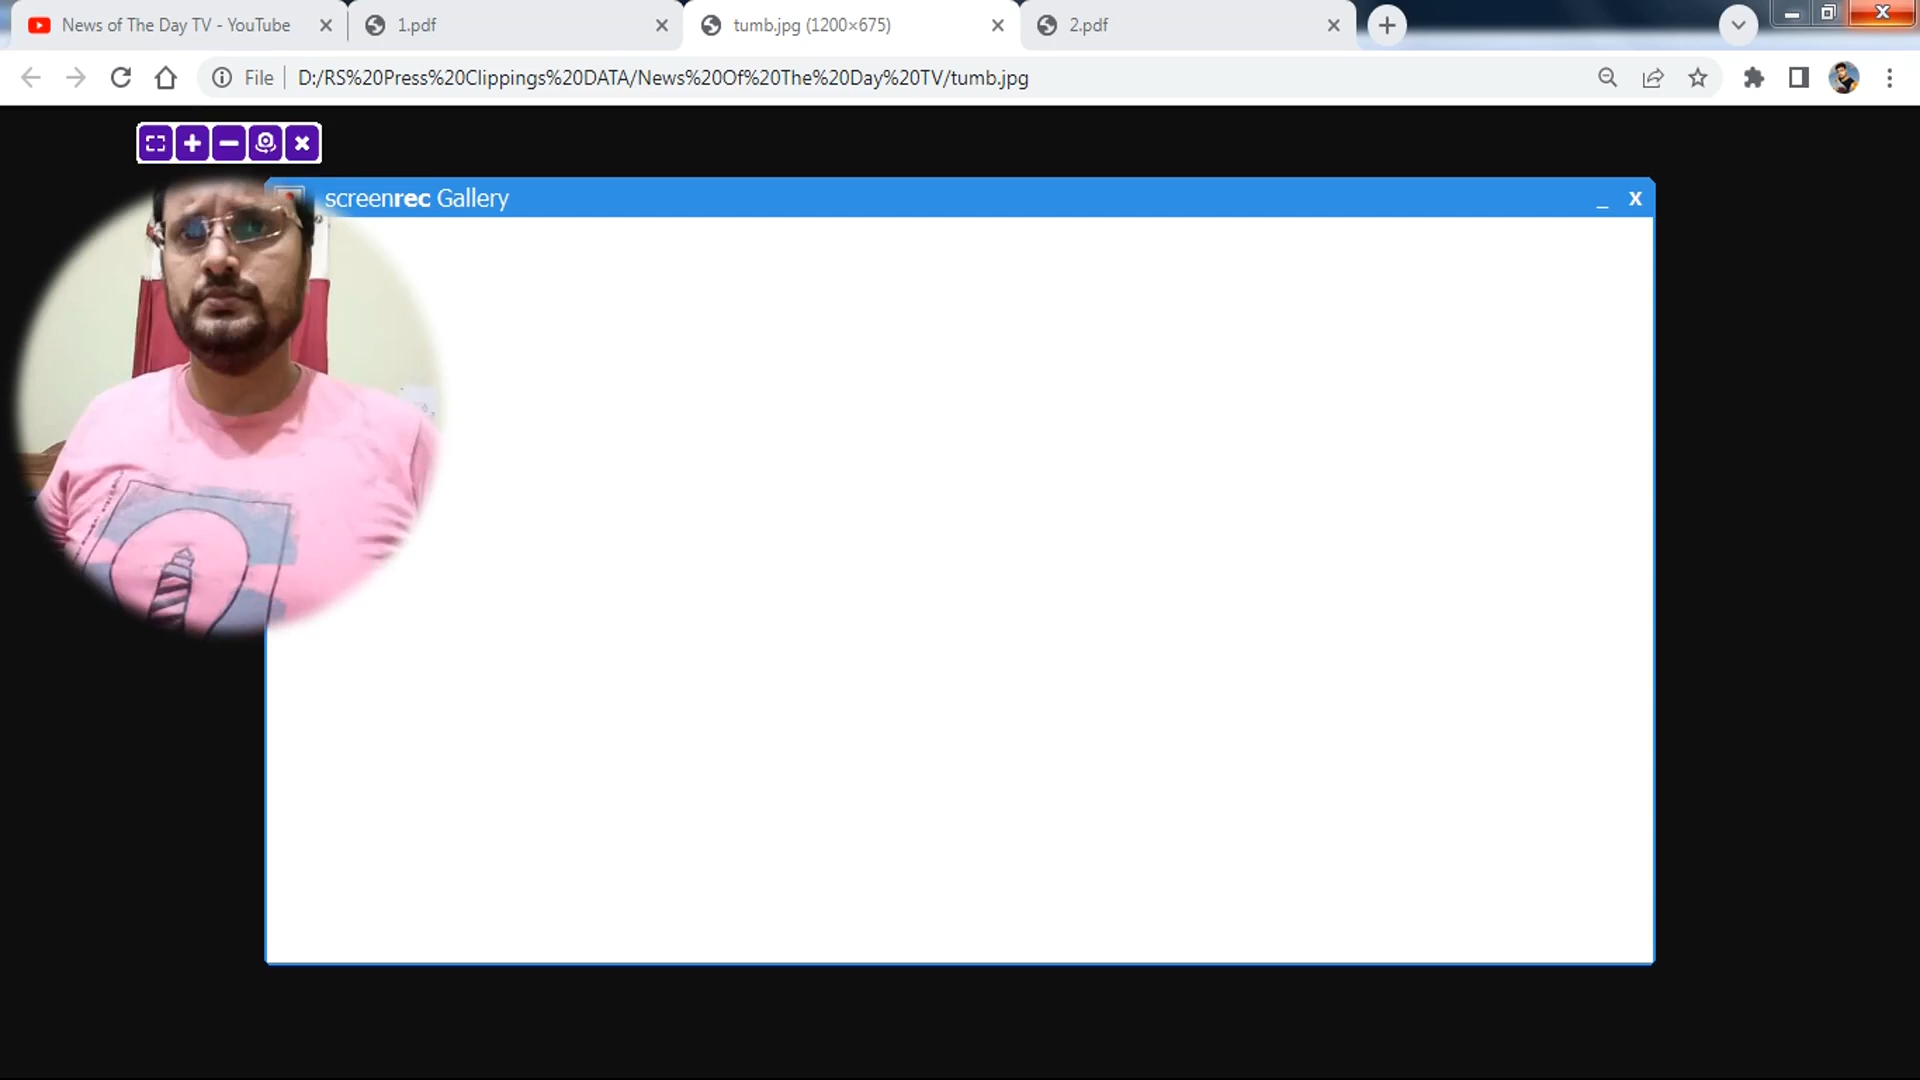 News of The Day TV - YouTube
1.pdf
tumb.jpg (1200×675)
2.pdf
File
D:/RS%20Press%20Clippings%20DATA/News%20Of%20The%20Day%20TV/tumb.jpg
screenrec Gallery